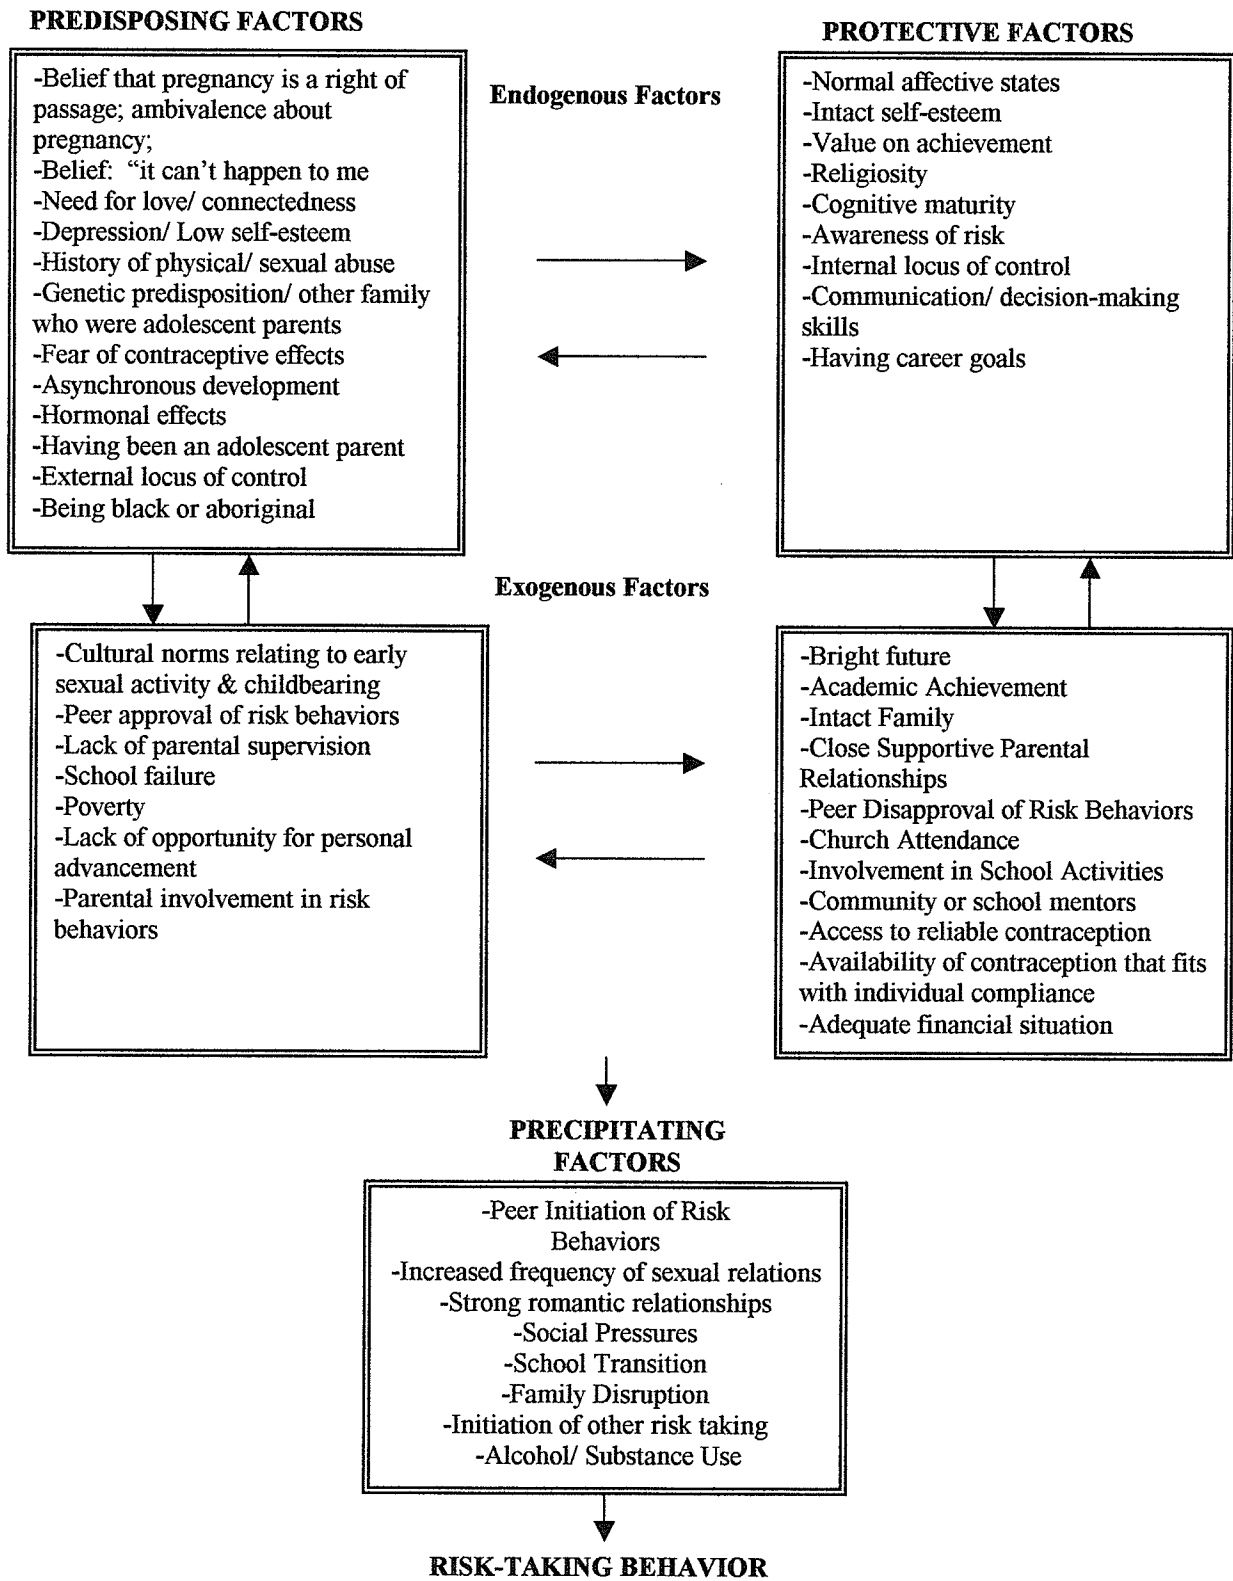 PREDISPOSING FACTORS
-Belief that pregnancy is a right of
passage; ambivalence about
pregnancy;
-Belief:  “it can’t happen to me
-Need for love/ connectedness
-Depression/ Low self-esteem
-History of physical/ sexual abuse
-Genetic predisposition/ other family
who were adolescent parents
-Fear of contraceptive effects
-Asynchronous development
-Hormonal effects
-Having been an adolescent parent
-External locus of control
-Being black or aboriginal
Endogenous Factors
PROTECTIVE FACTORS
-Normal affective states
-Intact self-esteem
-Value on achievement
-Religiosity
-Cognitive maturity
-Awareness of risk
-Internal locus of control
-Communication/ decision-making
skills
-Having career goals
Exogenous Factors
-Cultural norms relating to early
sexual activity & childbearing
-Peer approval of risk behaviors
-Lack of parental supervision
-School failure
-Poverty
-Lack of opportunity for personal
advancement
-Parental involvement in risk
behaviors
-Bright future
-Academic Achievement
-Intact Family
-Close Supportive Parental
Relationships
-Peer Disapproval of Risk Behaviors
-Church Attendance
-Involvement in School Activities
-Community or school mentors
-Access to reliable contraception
-Availability of contraception that fits
with individual compliance
-Adequate financial situation
PRECIPITATING
FACTORS
-Peer Initiation of Risk
Behaviors
-Increased frequency of sexual relations
-Strong romantic relationships
-Social Pressures
-School Transition
-Family Disruption
-Initiation of other risk taking
-Alcohol/ Substance Use
RISK-TAKING BEHAVIOR